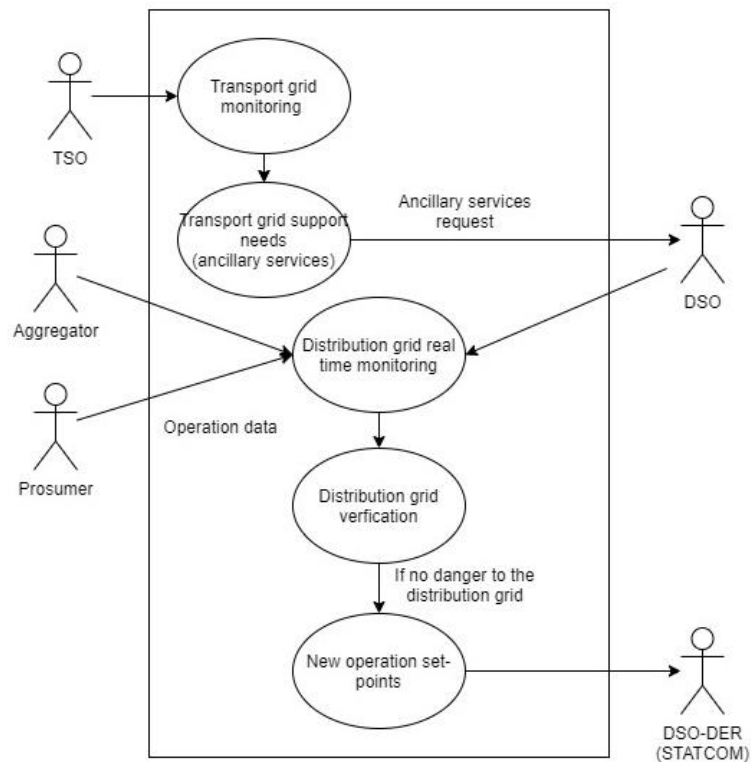 Transport grid
monitoring
TSO
Transport grid support
needs
(ancillary services)
Ancillary services
request
DSO
Aggregator
Distribution grid real
time monitoring
Operation data
Prosumer
Distribution grid
verfication
If no danger to the
distribution grid
New operation set-
points
DSO-DER
(STATCOM)